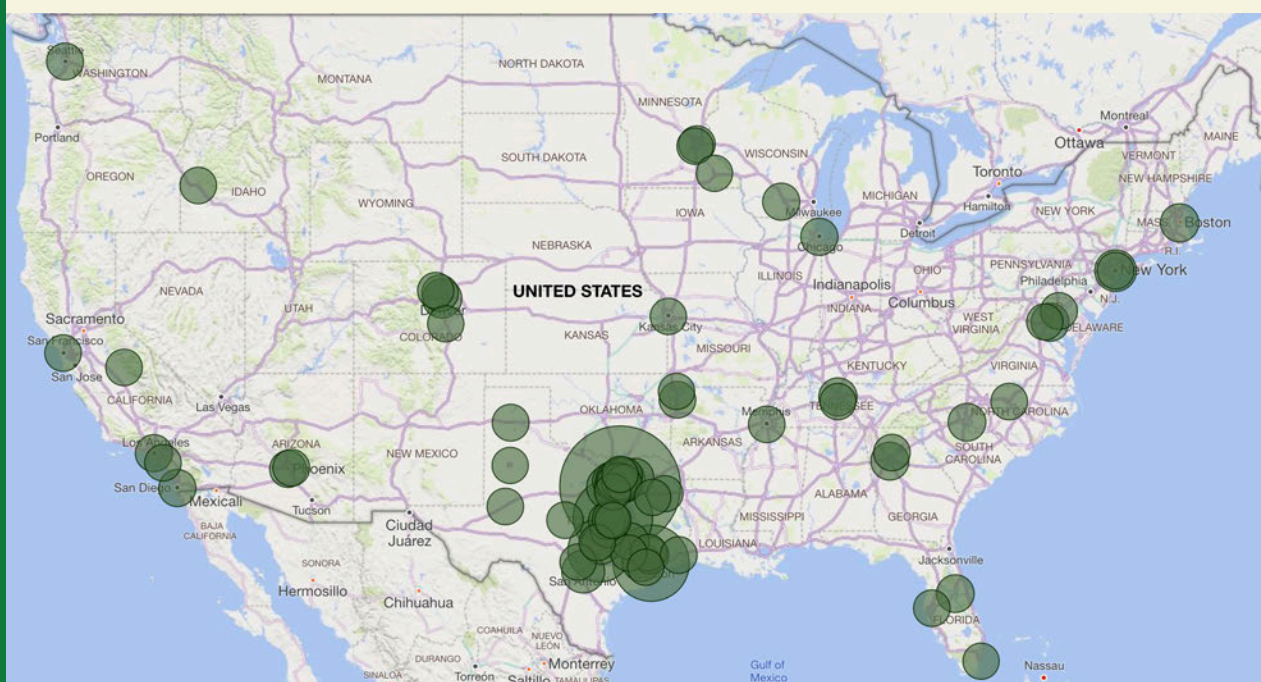 Seattle
WASHINGTON
MONTANA
NORTH DAKOTA
MINNESOTA
Montreal
Ottawa
MAINE
Portland
OREGON
IDAHO
SOUTH DAKOTA
WISCONSIN
VERMONT
Toronto
NEW HAMPSHIRE
WYOMING
MICHIGAN
Hamilton
Milwaukee
IOWA
NEW YORK
MASS
Boston
Detroit
Chicago
R.I.
NEBRASKA
PENNSYLVANIA
New York
ILLINOIS
OHIO
NEVADA
UTAH
UNITED STATES
Indianapolis
Philadelphia
Columbus
N.J.
INDIANA
Sacramento
WEST
VIRGINIA
DELAWARE
Kansas City
COLORADO
KANSAS
San Francisco
MISSOURI
San Jose
KENTUCKY
VIRGINIA
CALIFORNIA
Las Vegas
TENNESSEE
OKLAHOMA
Memphis
NORTH CAROLINA
Los Angeles
ARIZONA
NEW MEXICO
ARKANSAS
SOUTH
CAROLINA
Phoenix
San Diego
Mexicali
ALABAMA
Tucson
MISSISSIPPI
GEORGIA
BAJA
CALIFORNIA
Ciudad
Juárez
LOUISIANA
Jacksonville
SONORA
San Antonio
Hermosillo
Chihuahua
FLORIDA
COAHUILA
NUEVO
LEÓN
DURANGO
Monterrey
Gulf of
Mexico
Nassau
SINALOA
Torreón
Saltillo
TAMAULIPAS